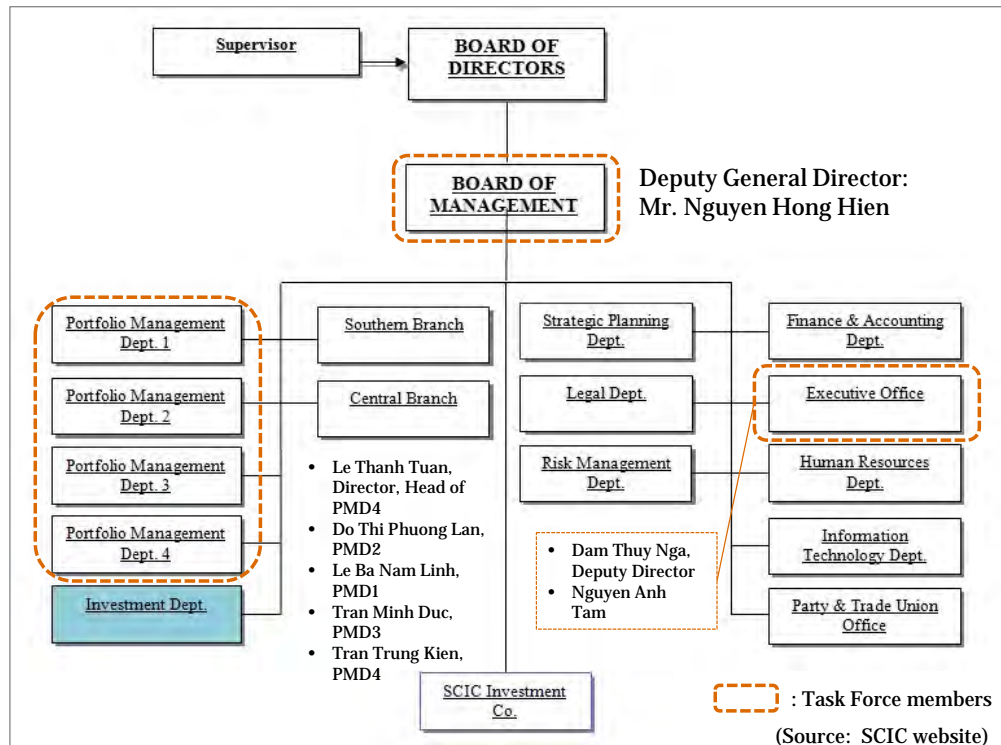 Supervisor
BOARD OF
DIRECTORS
BOARD OF
MANAGEMENT
Deputy General Director:
Mr. Nguyen Hong Hien
Portfolio Management
Dept. 1
Southern Branch
Strategic Planning
Dept.
Finance & Accounting
Dept.
Portfolio Management
Dept. 2
Central Branch
Legal Dept.
Executive Office
Portfolio Management
Dept. 3
Risk Management
Dept.
Human Resources
Dept.
Portfolio Management
Dept. 4
Information
Technology Dept.
Investment Dept.
Party & Trade Union
Office
• Le Thanh Tuan,
Director, Head of
PMD4
• Do Thi Phuong Lan,
PMD2
• Le Ba Nam Linh,
PMD1
• Tran Minh Duc,
PMD3
• Tran Trung Kien,
PMD4
• Dam Thuy Nga,
Deputy Director
• Nguyen Anh
Tam
SCIC Investment
Co.
: Task Force members
(Source: SCIC website)